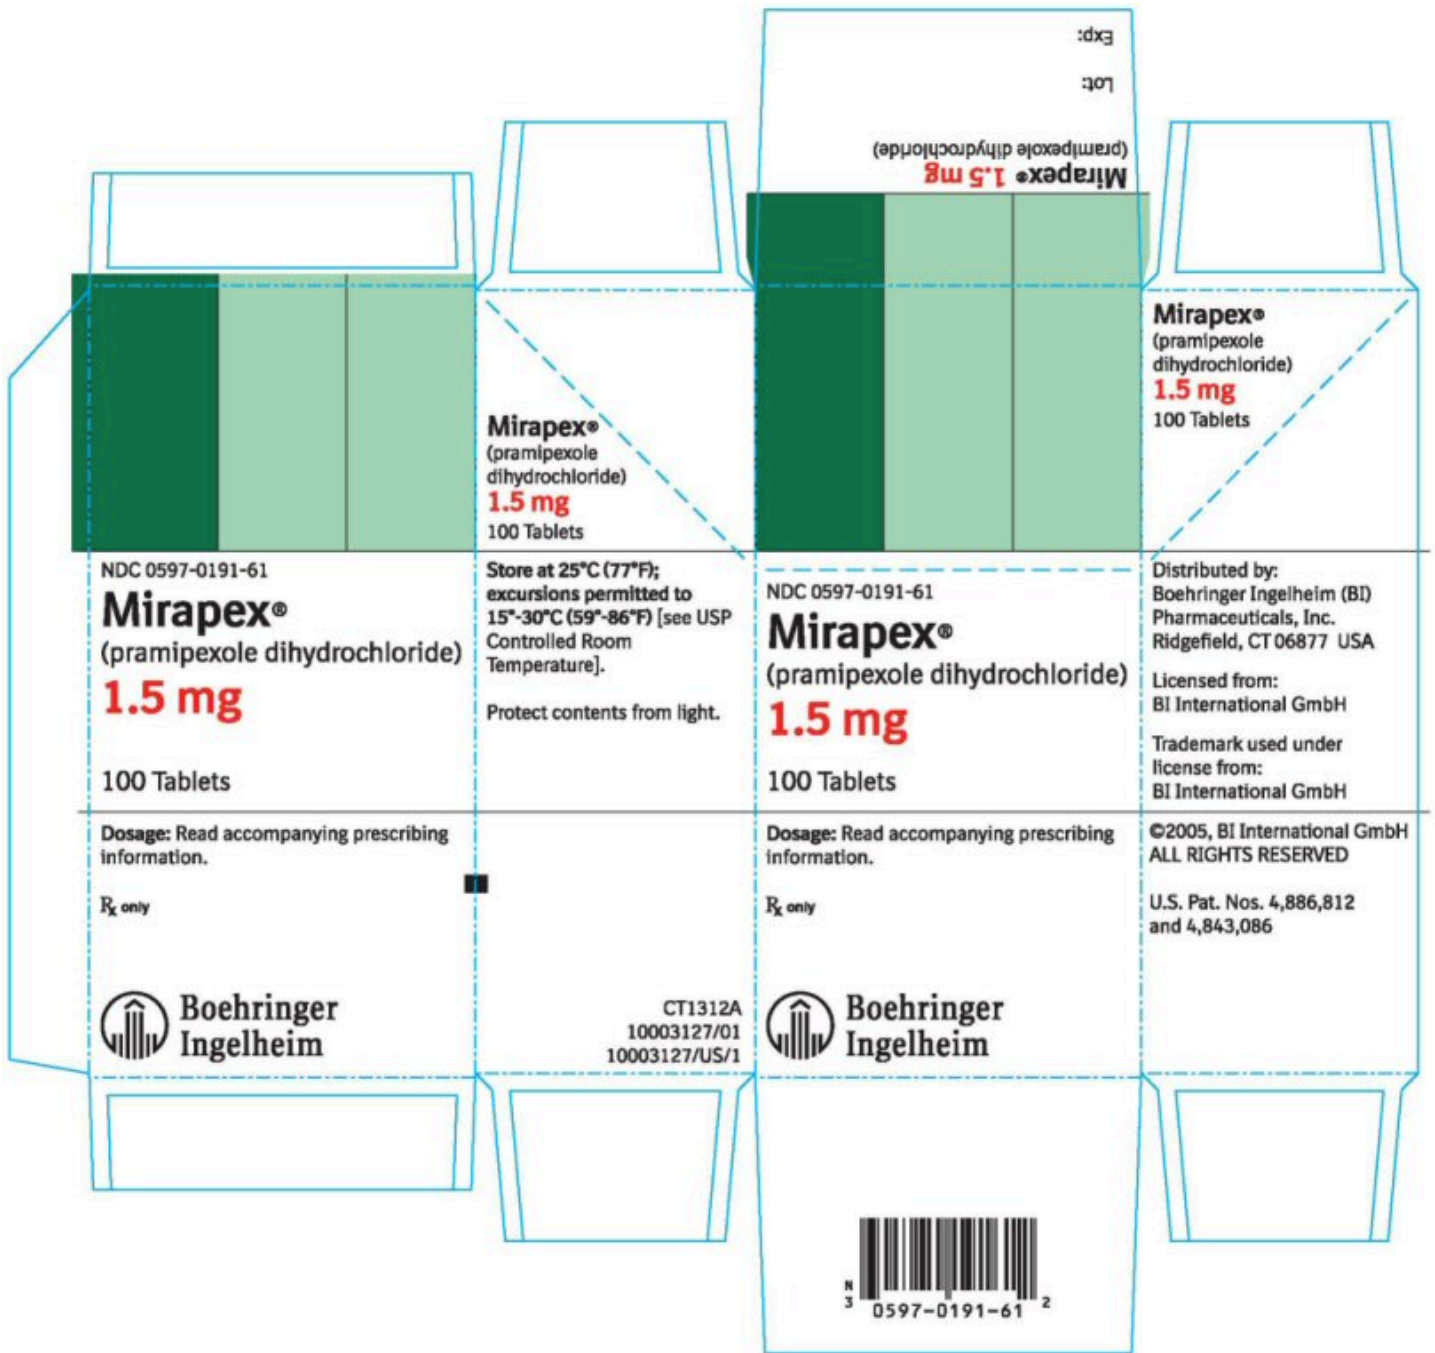 Exp:
Lot:
Mirapex® 1.5 mg
(pramipexole dihydrochloride)
NDC 0597-0191-61
Mirapex®
(pramipexole dihydrochloride)
1.5 mg
100 Tablets
Dosage: Read accompanying prescribing
information.
Rx only
Boehringer
Ingelheim
Mirapex®
(pramipexole
dihydrochloride)
1.5 mg
100 Tablets
Store at 25°C (77°F);
excursions permitted to
15°-30°C (59°-86°F) [see USP
Controlled Room
Temperature].
Protect contents from light.
CT1312A
10003127/01
10003127/US/1
NDC 0597-0191-61
Mirapex®
(pramipexole dihydrochloride)
1.5 mg
100 Tablets
Dosage: Read accompanying prescribing
information.
Rx only
Boehringer
Ingelheim
N
3 0597-0191-61 2
Mirapex®
(pramipexole
dihydrochloride)
1.5 mg
100 Tablets
Distributed by:
Boehringer Ingelheim (BI)
Pharmaceuticals, Inc.
Ridgefield, CT 06877 USA
Licensed from:
BI International GmbH
Trademark used under
license from:
BI International GmbH
©2005, BI International GmbH
ALL RIGHTS RESERVED
U.S. Pat. Nos. 4,886,812
and 4,843,086